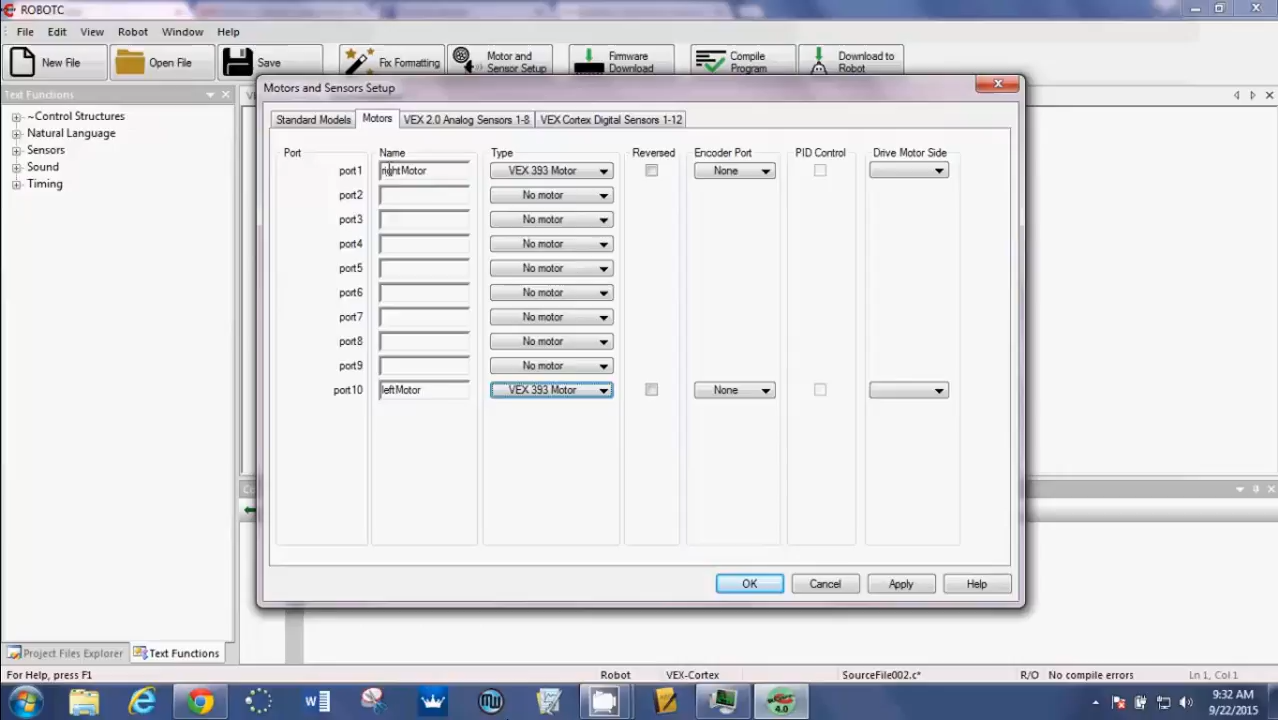 ROBOTC
File Edit View Robot Window Help
New File Open File Save Fix Formatting Motor and Sensor Setup Firmware Download Compile Program Download to Robot
Text Functions
~Control Structures
Natural Language
Sensors
Sound
Timing
Motors and Sensors Setup
Standard Models Motors VEX 2.0 Analog Sensors 1-8 VEX Cortex Digital Sensors 1-12
Port Name Type Reversed Encoder Port PID Control Drive Motor Side
port1 rightMotor VEX 393 Motor None
port2 No motor
port3 No motor
port4 No motor
port5 No motor
port6 No motor
port7 No motor
port8 No motor
port9 No motor
port10 leftMotor VEX 393 Motor None
OK Cancel Apply Help
Project Files Explorer Text Functions
For Help, press F1 Robot VEX-Cortex SourceFile002.c* R/O No compile errors Ln 1, Col 1
4.0
9:32 AM
9/22/2015